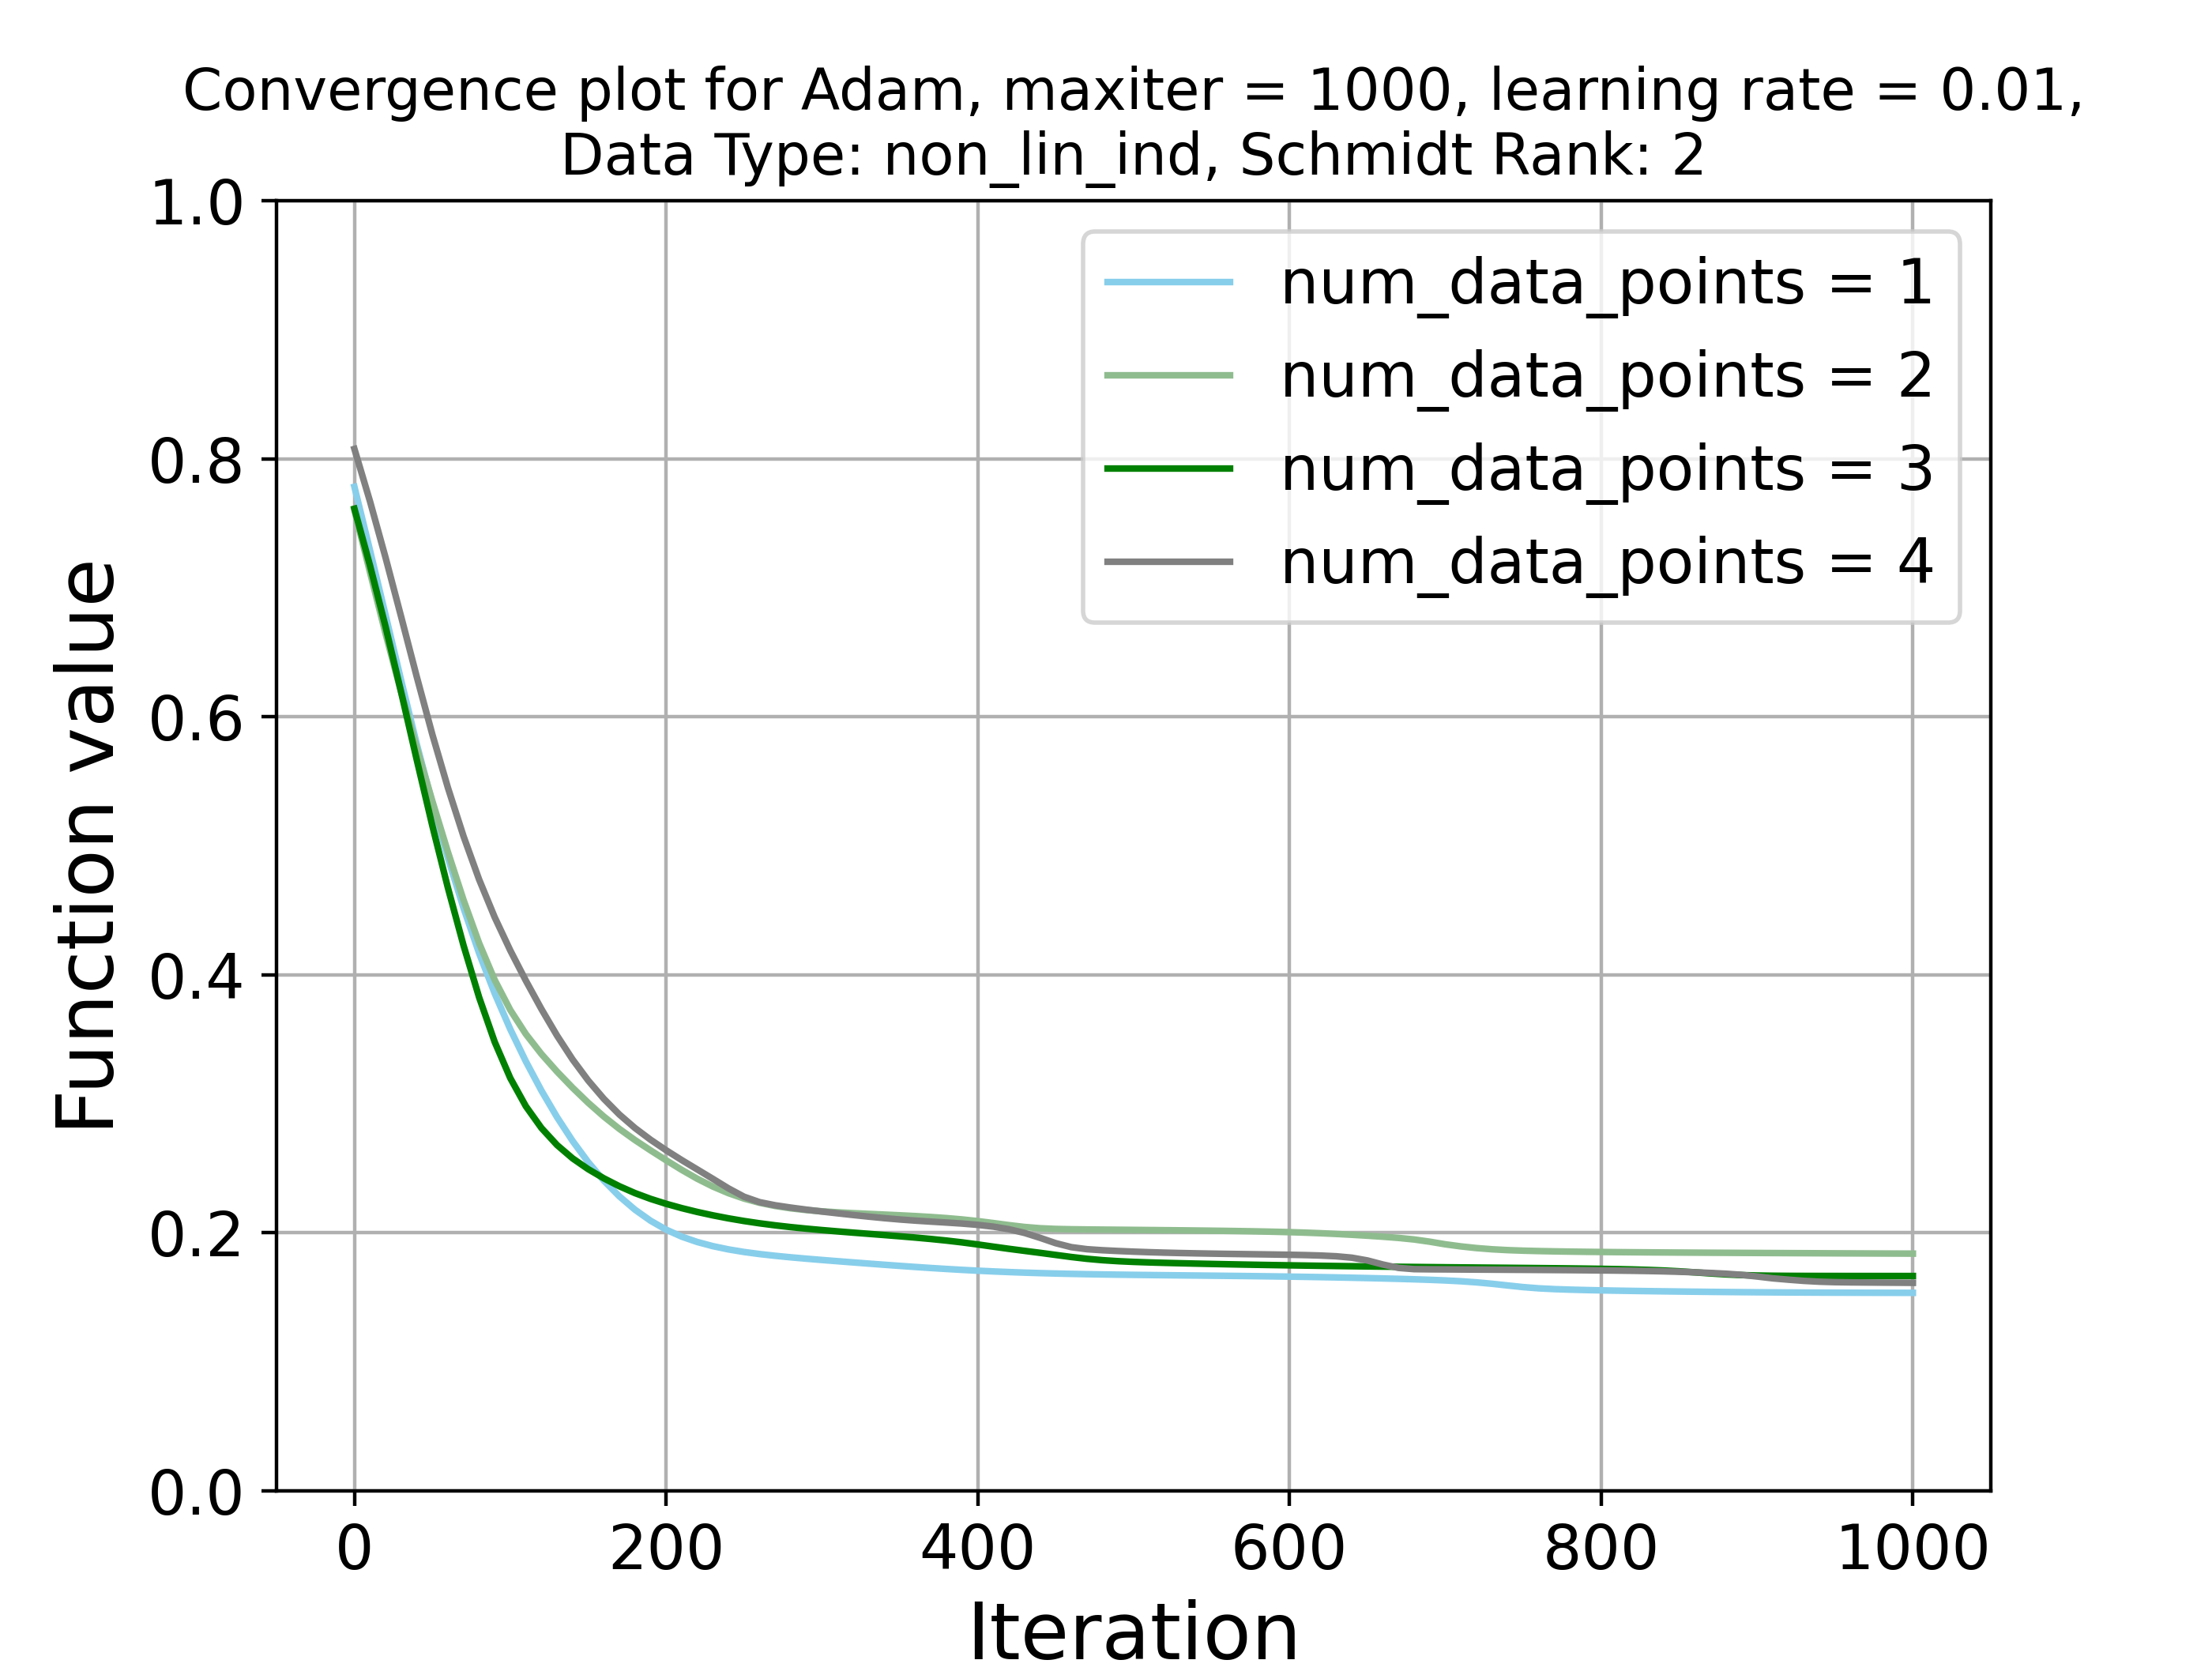 Convergence plot for Adam, maxiter = 1000, learning rate = 0.01,
Data Type: non_lin_ind, Schmidt Rank: 2
1.0
0.8
0.6
0.4
0.2
0.0
Function value
num_data_points = 1
num_data_points = 2
num_data_points = 3
num_data_points = 4
0 200 400 600 800 1000
Iteration